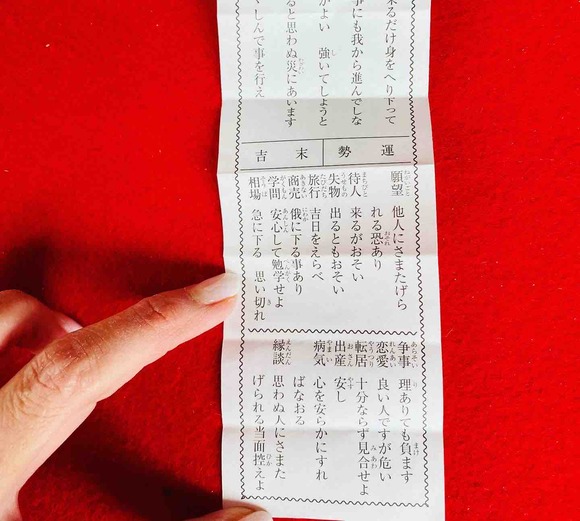 来るだけ身をへり下って
事にも我から進んでしな
がよい 強いてしようと
ると思わぬ災にあいます
しんで事を行え
運勢 末吉
願望 他人にさまたげら
れる恐あり
待人 来るがおそい
失物 出るともおそい
旅行 吉日をえらべ
商売 俄に下る事あり
学問 安心して勉学せよ
相場 急に下る 思い切れ
争事 理ありても負ます
恋愛 良い人ですが危い
転居 十分ならず見合せよ
出産 安し
病気 心を安らかにすれ
ばなおる
縁談 思わぬ人にさまた
げられる当面控えよ